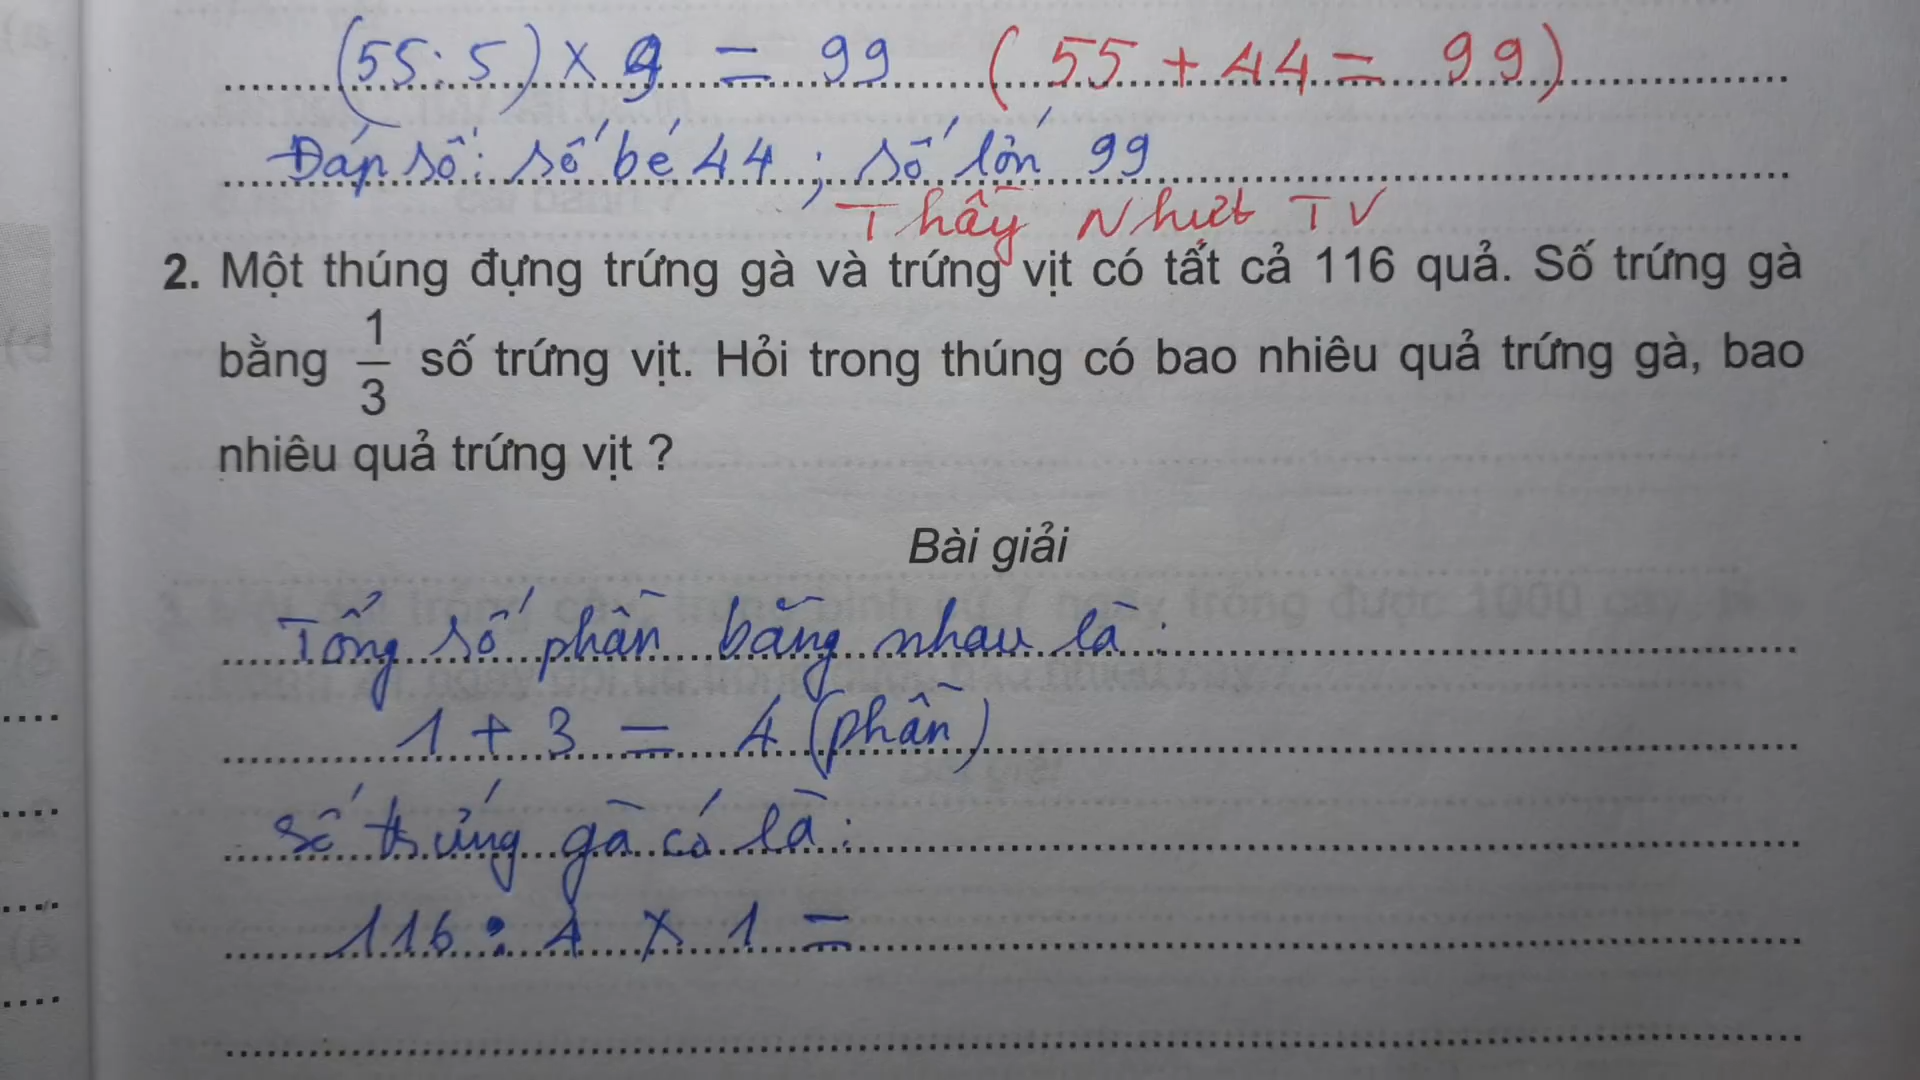 (55 : 5) × 9 = 99 (55 + 44 = 99)
Đáp số: số bé 44 ; số lớn 99
Thầy Nhựt TV
2. Một thúng đựng trứng gà và trứng vịt có tất cả 116 quả. Số trứng gà
bằng 1/3 số trứng vịt. Hỏi trong thúng có bao nhiêu quả trứng gà, bao
nhiêu quả trứng vịt ?
Bài giải
Tổng số phần bằng nhau là:
1 + 3 = 4 (phần)
Số trứng gà có là:
116 : 4 × 1 =